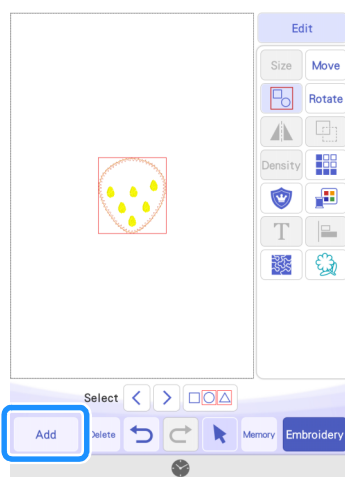 Edit
Size Move
Rotate
Density
T
Select
Add Delete Memory Embroidery